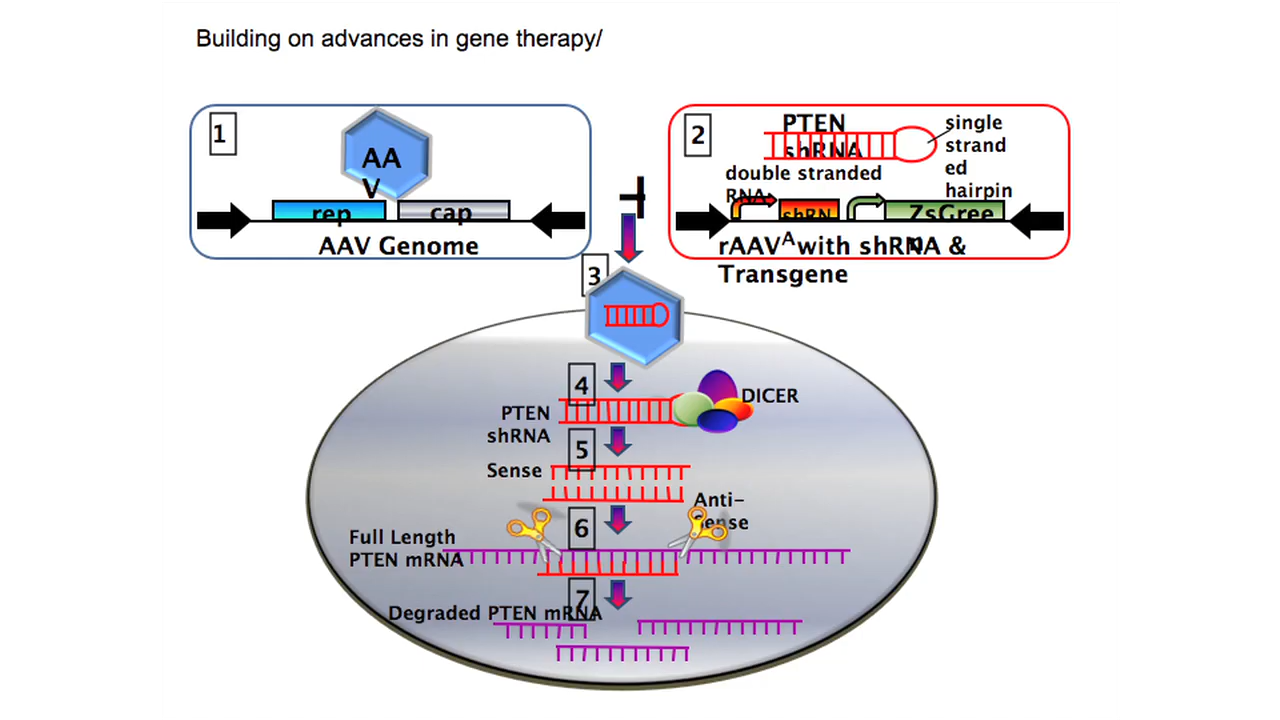 Building on advances in gene therapy/
1
AA
V
rep
cap
AAV Genome
2
PTEN
shRNA
single
strand
ed
hairpin
double stranded
RNA
shRN
A
ZsGree
n
rAAV with shRNA &
Transgene
3
4
DICER
PTEN
shRNA
5
Sense
Anti-
sense
6
Full Length
PTEN mRNA
7
Degraded PTEN mRNA